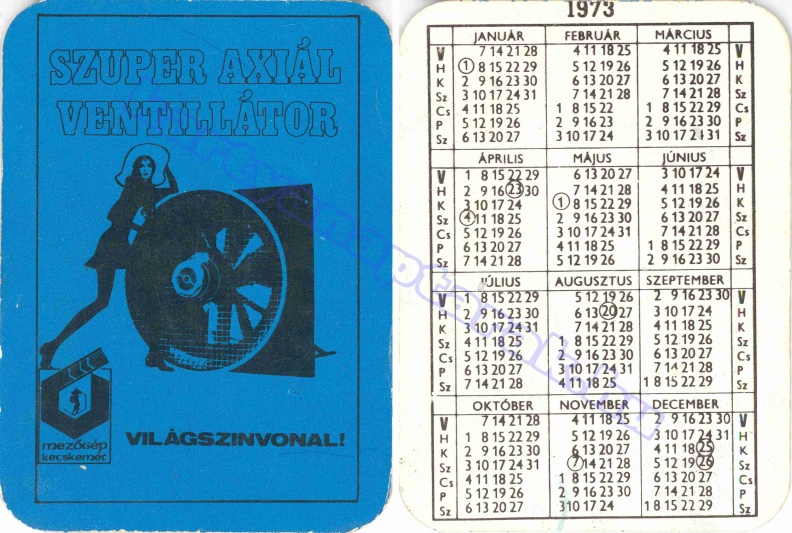 SZUPER AXIÁL
VENTILLÁTOR
mezőgép
kecskemét
VILÁGSZINVONAL!
1973
JANUÁR FEBRUÁR MÁRCIUS
V 7 14 21 28 4 11 18 25 4 11 18 25 V
H 1 8 15 22 29 5 12 19 26 5 12 19 26 H
K 2 9 16 23 30 6 13 20 27 6 13 20 27 K
Sz 3 10 17 24 31 7 14 21 28 7 14 21 28 Sz
Cs 4 11 18 25 1 8 15 22 1 8 15 22 29 Cs
P 5 12 19 26 2 9 16 23 2 9 16 23 30 P
Sz 6 13 20 27 3 10 17 24 3 10 17 24 31 Sz
ÁPRILIS MÁJUS JÚNIUS
V 1 8 15 22 29 6 13 20 27 3 10 17 24 V
H 2 9 16 23 30 7 14 21 28 4 11 18 25 H
K 3 10 17 24 1 8 15 22 29 5 12 19 26 K
Sz 4 11 18 25 2 9 16 23 30 6 13 20 27 Sz
Cs 5 12 19 26 3 10 17 24 31 7 14 21 28 Cs
P 6 13 20 27 4 11 18 25 1 8 15 22 29 P
Sz 7 14 21 28 5 12 19 26 2 9 16 23 30 Sz
JÚLIUS AUGUSZTUS SZEPTEMBER
V 1 8 15 22 29 5 12 19 26 2 9 16 23 30 V
H 2 9 16 23 30 6 13 20 27 3 10 17 24 H
K 3 10 17 24 31 7 14 21 28 4 11 18 25 K
Sz 4 11 18 25 1 8 15 22 29 5 12 19 26 Sz
Cs 5 12 19 26 2 9 16 23 30 6 13 20 27 Cs
P 6 13 20 27 3 10 17 24 31 7 14 21 28 P
Sz 7 14 21 28 4 11 18 25 1 8 15 22 29 Sz
OKTÓBER NOVEMBER DECEMBER
V 7 14 21 28 4 11 18 25 2 9 16 23 30 V
H 1 8 15 22 29 5 12 19 26 3 10 17 24 31 H
K 2 9 16 23 30 6 13 20 27 4 11 18 25 K
Sz 3 10 17 24 31 7 14 21 28 5 12 19 26 Sz
Cs 4 11 18 25 1 8 15 22 29 6 13 20 27 Cs
P 5 12 19 26 2 9 16 23 30 7 14 21 28 P
Sz 6 13 20 27 3 10 17 24 1 8 15 22 29 Sz